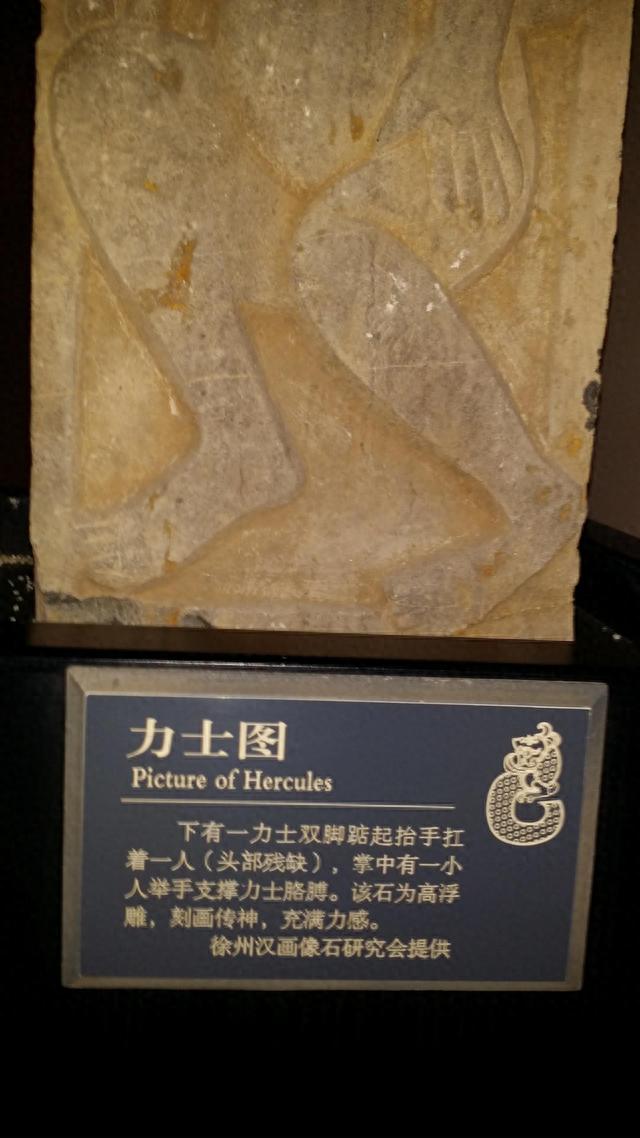 力士图
Picture of Hercules
下有一力士双脚踮起抬手扛
着一人（头部残缺），掌中有一小
人举手支撑力士胳膊。该石为高浮
雕，刻画传神，充满力感。
徐州汉画像石研究会提供